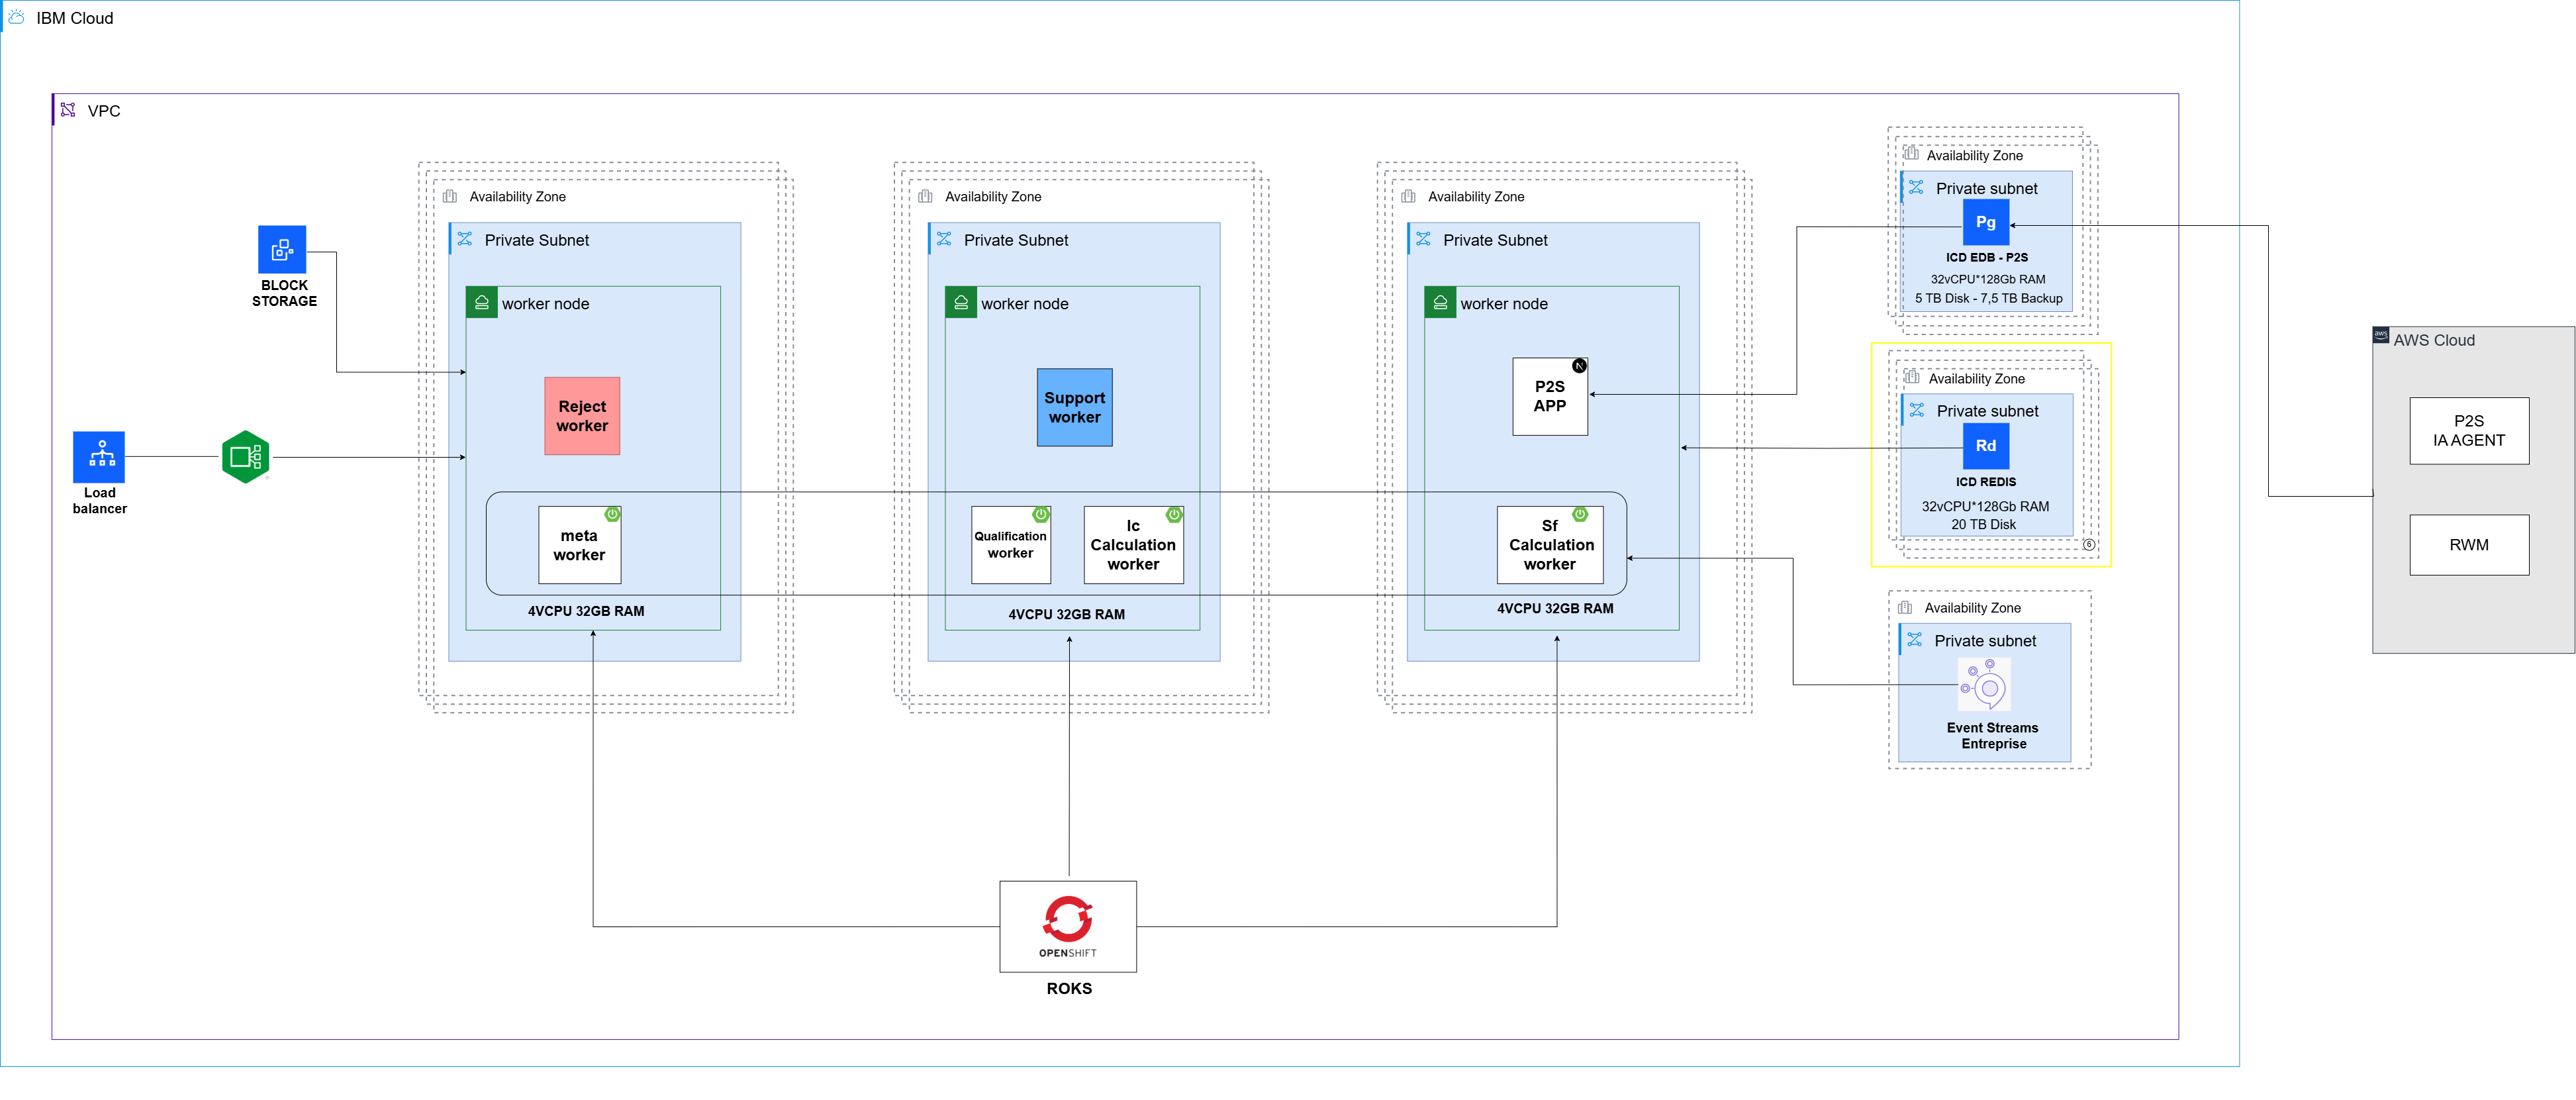 IBM Cloud
VPC
BLOCK
STORAGE
Load
balancer
Availability Zone
Private Subnet
worker node
Reject
worker
meta
worker
4VCPU 32GB RAM
Availability Zone
Private Subnet
worker node
Support
worker
Qualification
worker
Ic
Calculation
worker
4VCPU 32GB RAM
Availability Zone
Private Subnet
worker node
P2S
APP
N
Sf
Calculation
worker
4VCPU 32GB RAM
Availability Zone
Private subnet
Pg
ICD EDB - P2S
32vCPU*128Gb RAM
5 TB Disk - 7,5 TB Backup
Availability Zone
Private subnet
Rd
ICD REDIS
32vCPU*128Gb RAM
20 TB Disk
6
Availability Zone
Private subnet
Event Streams
Entreprise
aws
AWS Cloud
P2S
IA AGENT
RWM
OPENSHIFT
ROKS